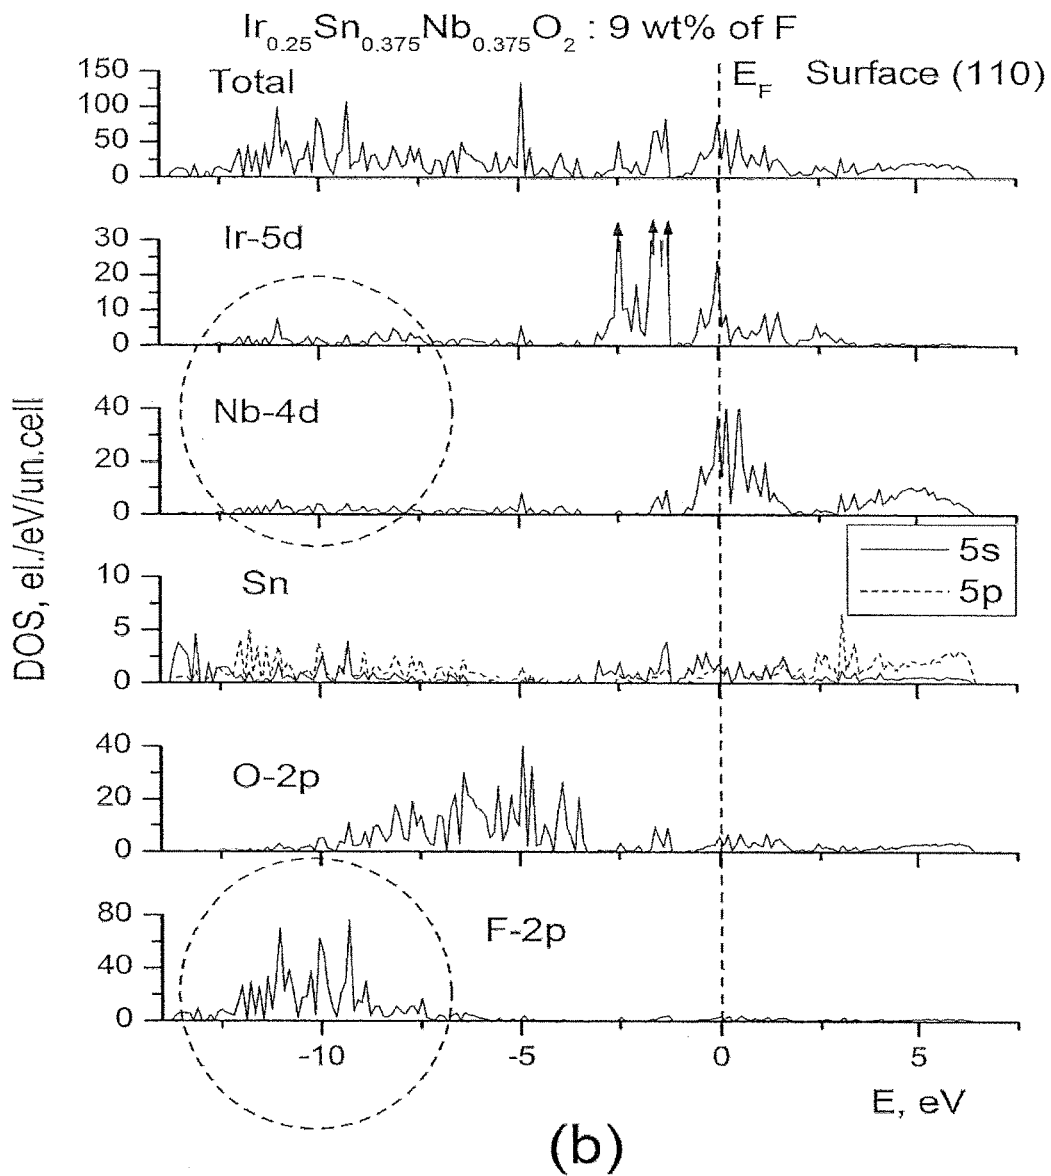 Ir0.25Sn0.375Nb0.375O2 : 9 wt% of F
Total
EF Surface (110)
150
100
50
0
Ir-5d
30
20
10
0
Nb-4d
40
20
0
DOS, el./eV/un.cell
Sn
5s
5p
10
5
0
O-2p
40
20
0
F-2p
80
40
0
-10 -5 0 5
E, eV
(b)